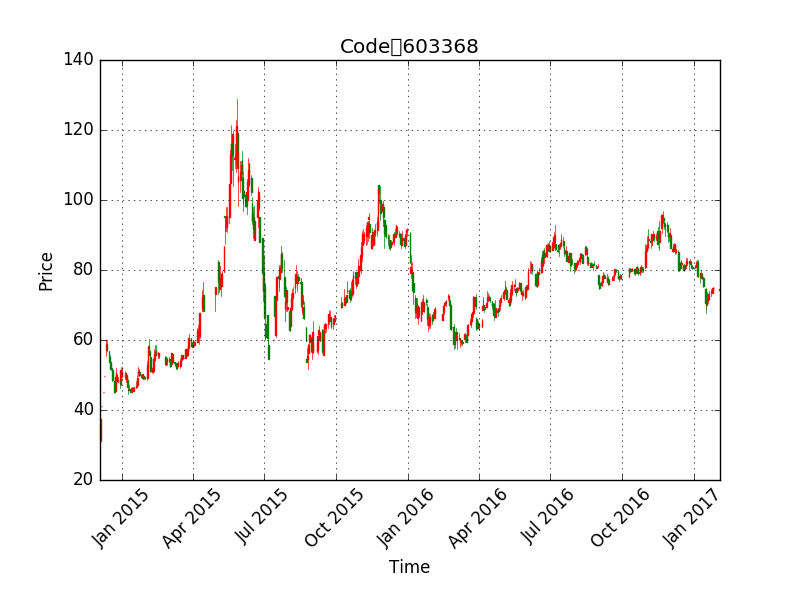 Code▯603368
140
120
100
80
60
40
20
Price
Jan 2015
Apr 2015
Jul 2015
Oct 2015
Jan 2016
Apr 2016
Jul 2016
Oct 2016
Jan 2017
Time